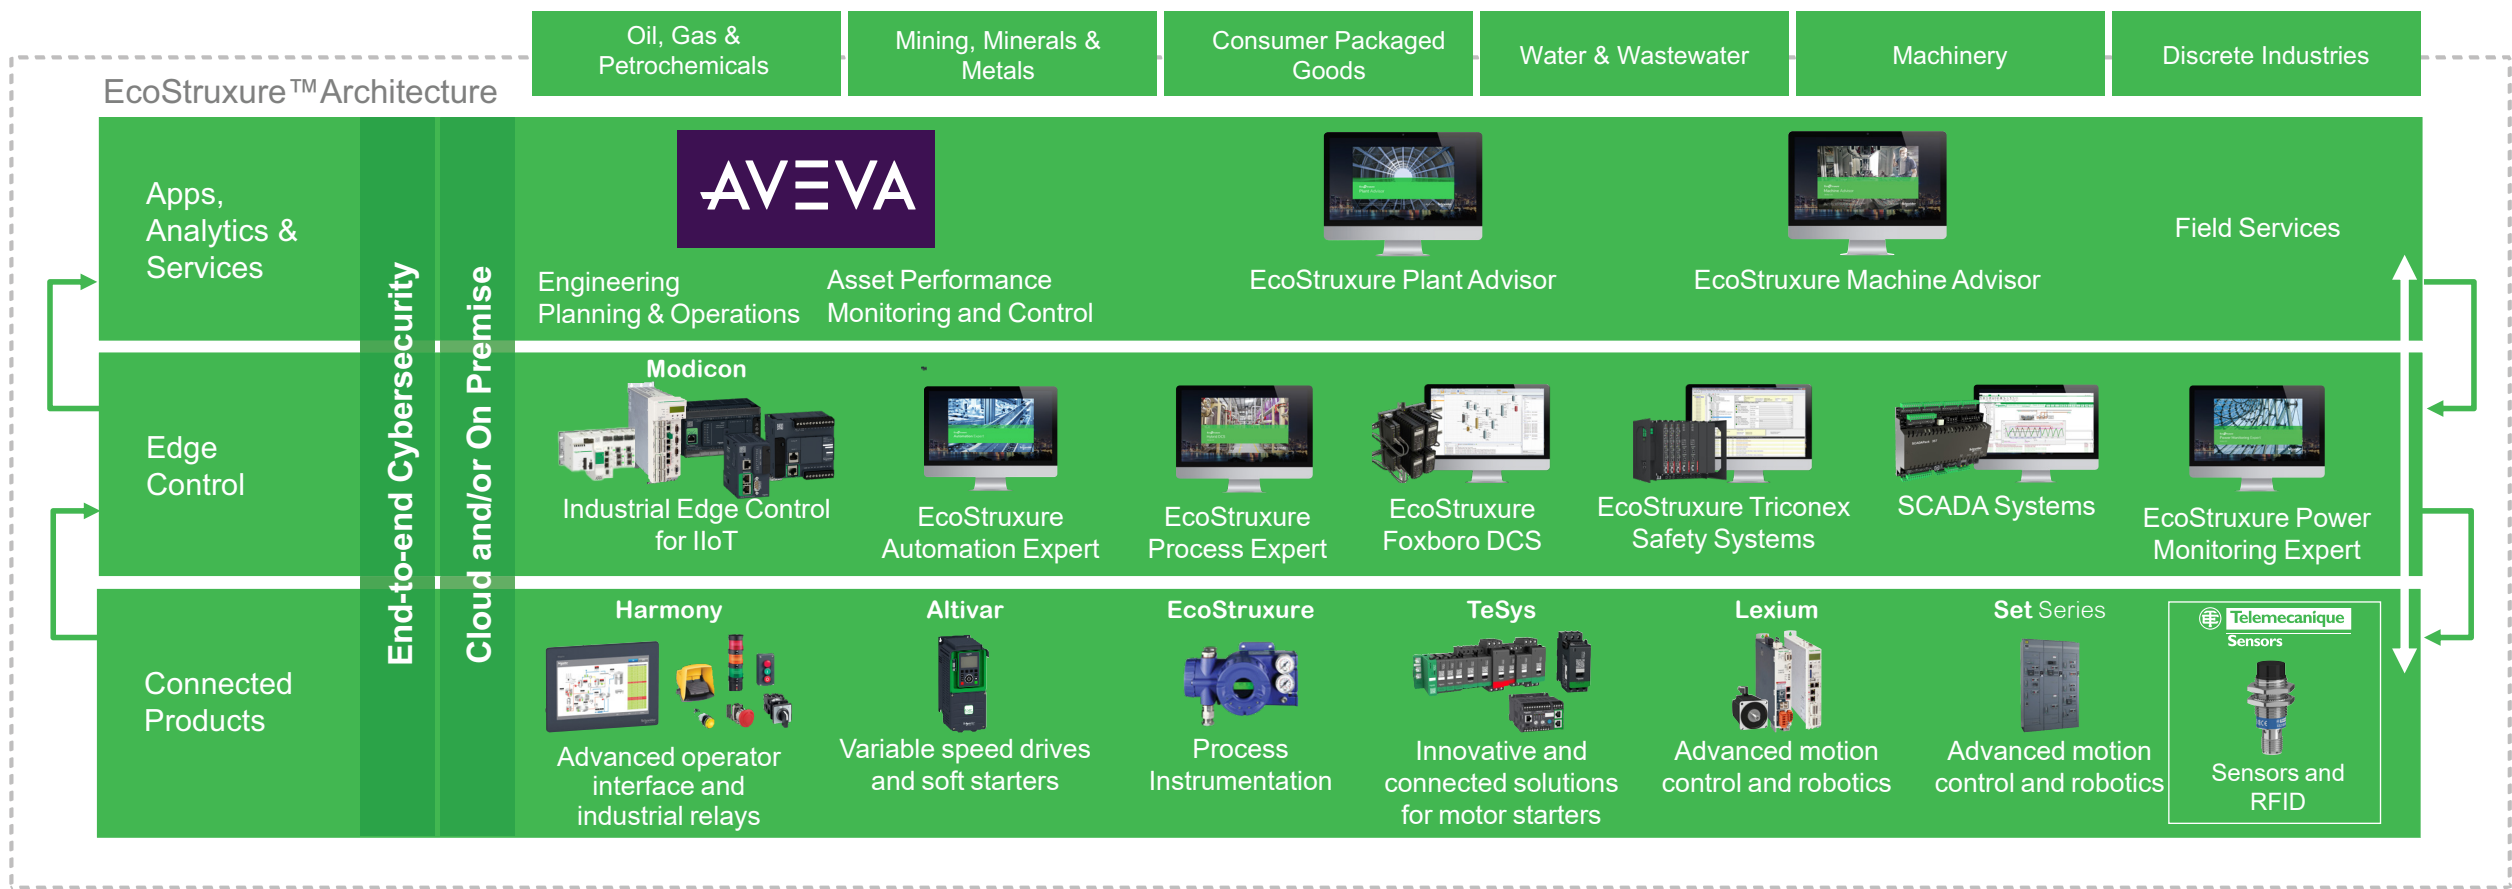 Oil, Gas &
Petrochemicals
Mining, Minerals &
Metals
Consumer Packaged
Goods
Water & Wastewater
Machinery
Discrete Industries
EcoStruxure™Architecture
Apps,
Analytics &
Services
End-to-end Cybersecurity
Cloud and/or On Premise
AVEVA
Engineering
Planning & Operations
Asset Performance
Monitoring and Control
EcoStruxure Plant Advisor
EcoStruxure Machine Advisor
Field Services
Edge
Control
Modicon
Industrial Edge Control
for IIoT
EcoStruxure
Automation Expert
EcoStruxure
Process Expert
EcoStruxure
Foxboro DCS
EcoStruxure Triconex
Safety Systems
SCADA Systems
EcoStruxure Power
Monitoring Expert
Connected
Products
Harmony
Advanced operator
interface and
industrial relays
Altivar
Variable speed drives
and soft starters
EcoStruxure
Process
Instrumentation
TeSys
Innovative and
connected solutions
for motor starters
Lexium
Advanced motion
control and robotics
Set Series
Advanced motion
control and robotics
Telemecanique
Sensors
Sensors and
RFID